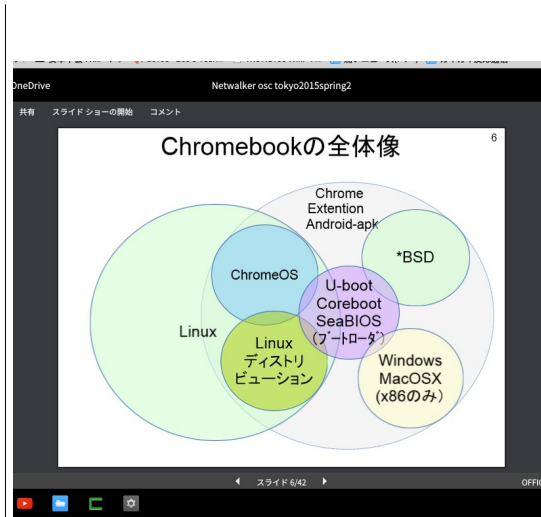 OneDrive
Netwalker osc tokyo2015spring2
共有 スライド ショーの開始 コメント
Chromebookの全体像
6
Chrome
Extention
Android-apk
*BSD
ChromeOS
U-boot
Coreboot
SeaBIOS
(ブートローダ)
Linux
Linux
ディストリ
ビューション
Windows
MacOSX
(x86のみ)
スライド 6/42
OFFI